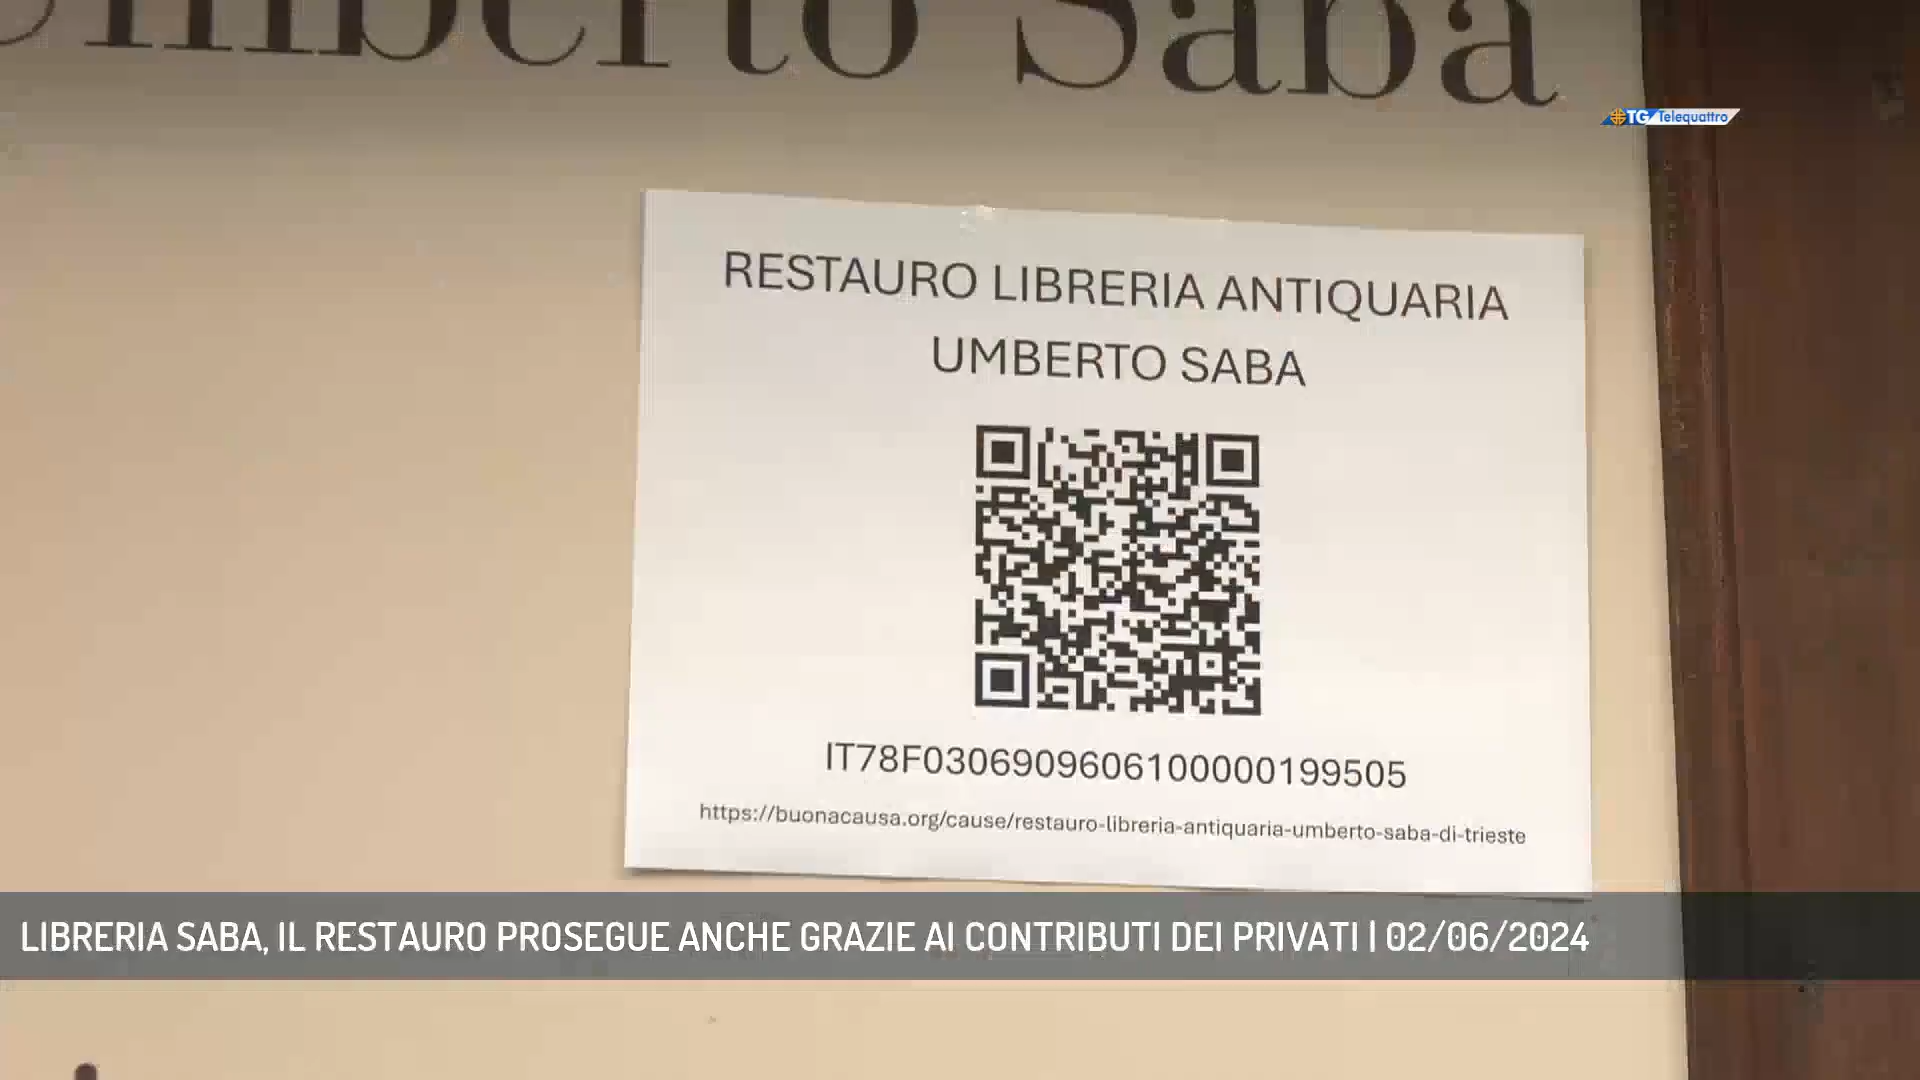 Umberto Saba
TG Telequattro
RESTAURO LIBRERIA ANTIQUARIA
UMBERTO SABA
IT78F0306909606100000199505
https://buonacausa.org/cause/restauro-libreria-antiquaria-umberto-saba-di-trieste
LIBRERIA SABA, IL RESTAURO PROSEGUE ANCHE GRAZIE AI CONTRIBUTI DEI PRIVATI | 02/06/2024